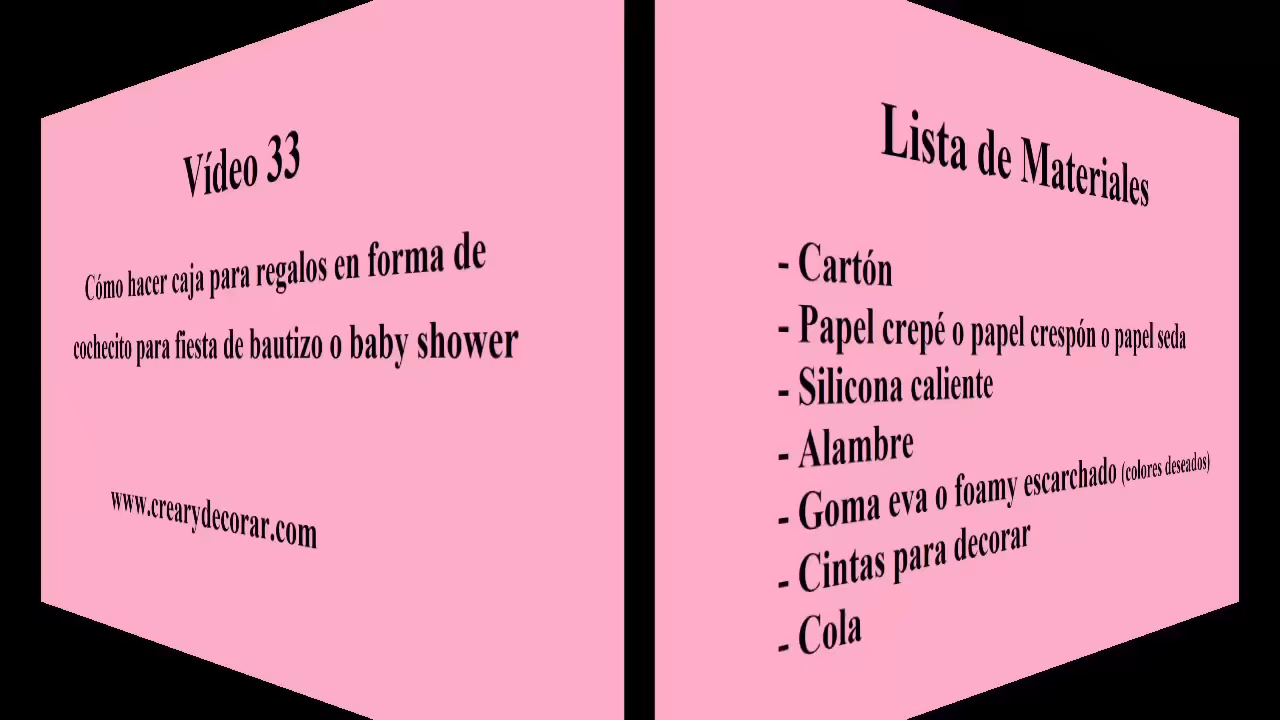 Vídeo 33
Cómo hacer caja para regalos en forma de
cochecito para fiesta de bautizo o baby shower
www.crearydecorar.com
Lista de Materiales
- Cartón
- Papel crepé o papel crespón o papel seda
- Silicona caliente
- Alambre
- Goma eva o foamy escarchado (colores deseados)
- Cintas para decorar
- Cola